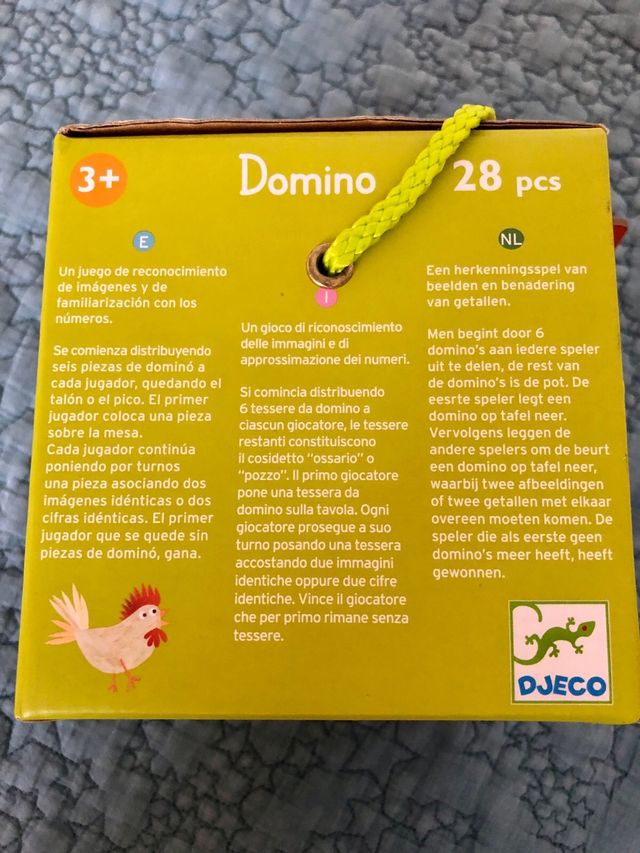 3+
Domino
28 pcs
E
Un juego de reconocimiento
de imágenes y de
familiarización con los
números.
Se comienza distribuyendo
seis piezas de dominó a
cada jugador, quedando el
talón o el pico. El primer
jugador coloca una pieza
sobre la mesa.
Cada jugador continúa
poniendo por turnos
una pieza asociando dos
imágenes idénticas o dos
cifras idénticas. El primer
jugador que se quede sin
piezas de dominó, gana.
I
Un gioco di riconoscimento
delle immagini e di
approssimazione dei numeri.
Si comincia distribuendo
6 tessere da domino a
ciascun giocatore, le tessere
restanti constituiscono
il cosidetto “ossario” o
“pozzo”. Il primo giocatore
pone una tessera da
domino sulla tavola. Ogni
giocatore prosegue a suo
turno posando una tessera
accostando due immagini
identiche oppure due cifre
identiche. Vince il giocatore
che per primo rimane senza
tessere.
NL
Een herkenningsspel van
beelden en benadering
van getallen.
Men begint door 6
domino's aan iedere speler
uit te delen, de rest van
de domino's is de pot. De
eesrte speler legt een
domino op tafel neer.
Vervolgens leggen de
andere spelers om de beurt
een domino op tafel neer,
waarbij twee afbeeldingen
of twee getallen met elkaar
overeen moeten komen. De
speler die als eerste geen
domino's meer heeft, heeft
gewonnen.
DJECO